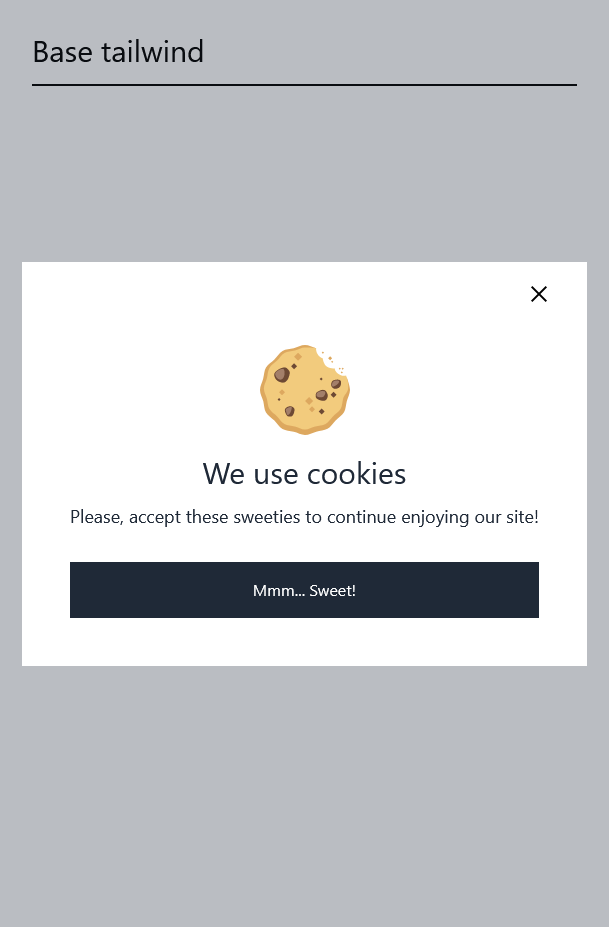 Base tailwind
We use cookies
Please, accept these sweeties to continue enjoying our site!
Mmm... Sweet!